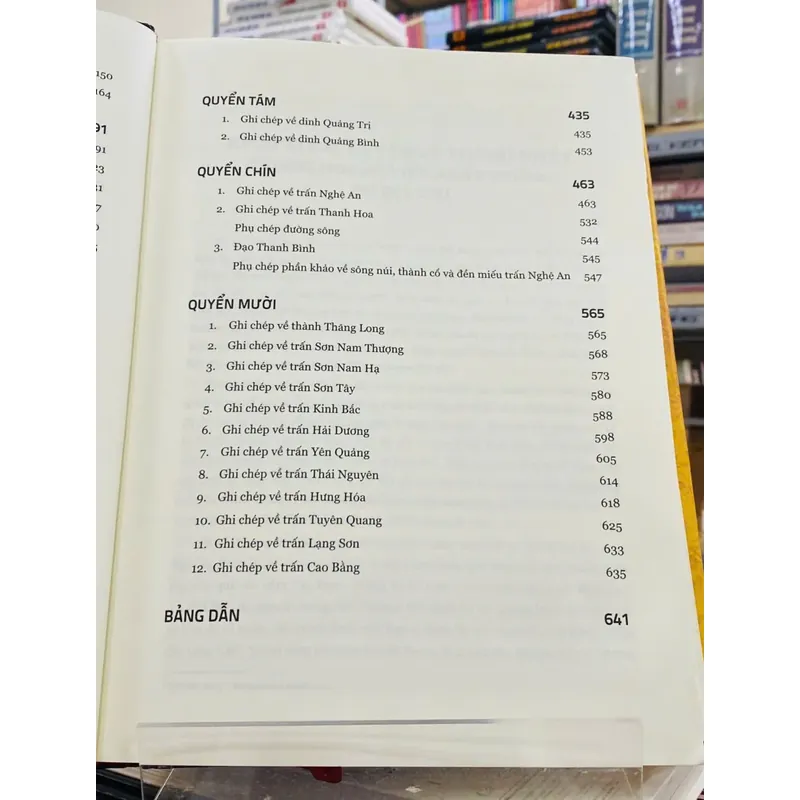 150
164
91
91
QUYỂN TÁM 435
1. Ghi chép về dinh Quảng Trị 435
2. Ghi chép về dinh Quảng Bình 453
QUYỂN CHÍN 463
1. Ghi chép về trấn Nghệ An 463
2. Ghi chép về trấn Thanh Hoa 532
Phụ chép đường sông 544
3. Đạo Thanh Bình 545
Phụ chép phần khảo về sông núi, thành cổ và đền miếu trấn Nghệ An 547
QUYỂN MƯỜI 565
1. Ghi chép về thành Thăng Long 565
2. Ghi chép về trấn Sơn Nam Thượng 568
3. Ghi chép về trấn Sơn Nam Hạ 573
4. Ghi chép về trấn Sơn Tây 580
5. Ghi chép về trấn Kinh Bắc 588
6. Ghi chép về trấn Hải Dương 598
7. Ghi chép về trấn Yên Quảng 605
8. Ghi chép về trấn Thái Nguyên 614
9. Ghi chép về trấn Hưng Hóa 618
10. Ghi chép về trấn Tuyên Quang 625
11. Ghi chép về trấn Lạng Sơn 633
12. Ghi chép về trấn Cao Bằng 635
BẢNG DẪN 641